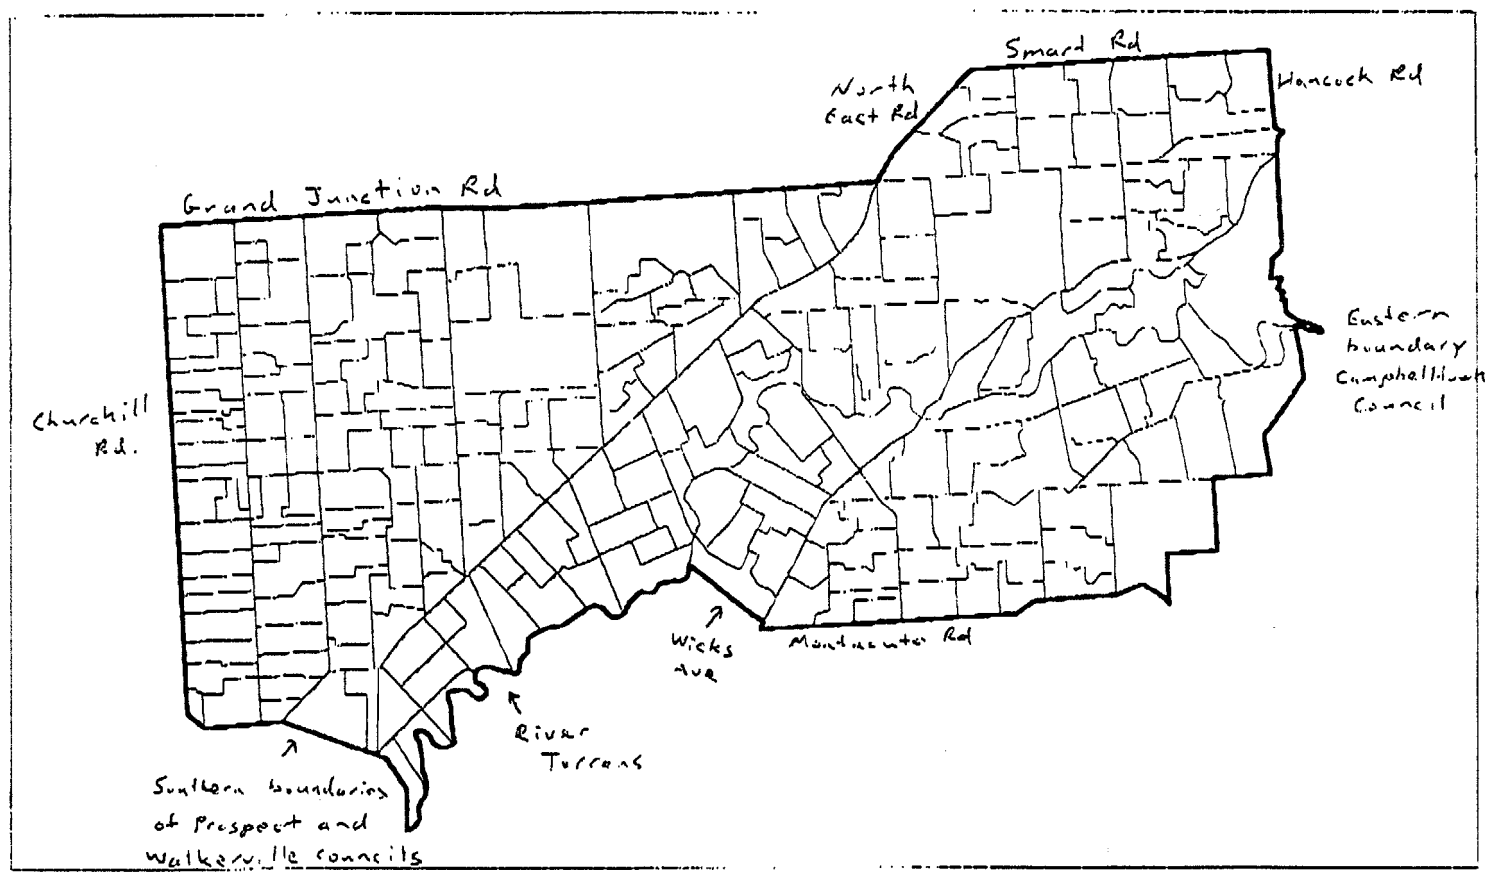 Smart Rd
North
East Rd
Hancock Rd
Grand Junction Rd
Eastern
boundary
Campbelltown
Council
Churchill
Rd.
Wicks
Ave
Montacute Rd
River
Torrens
Southern boundaries
of Prospect and
Walkerville councils